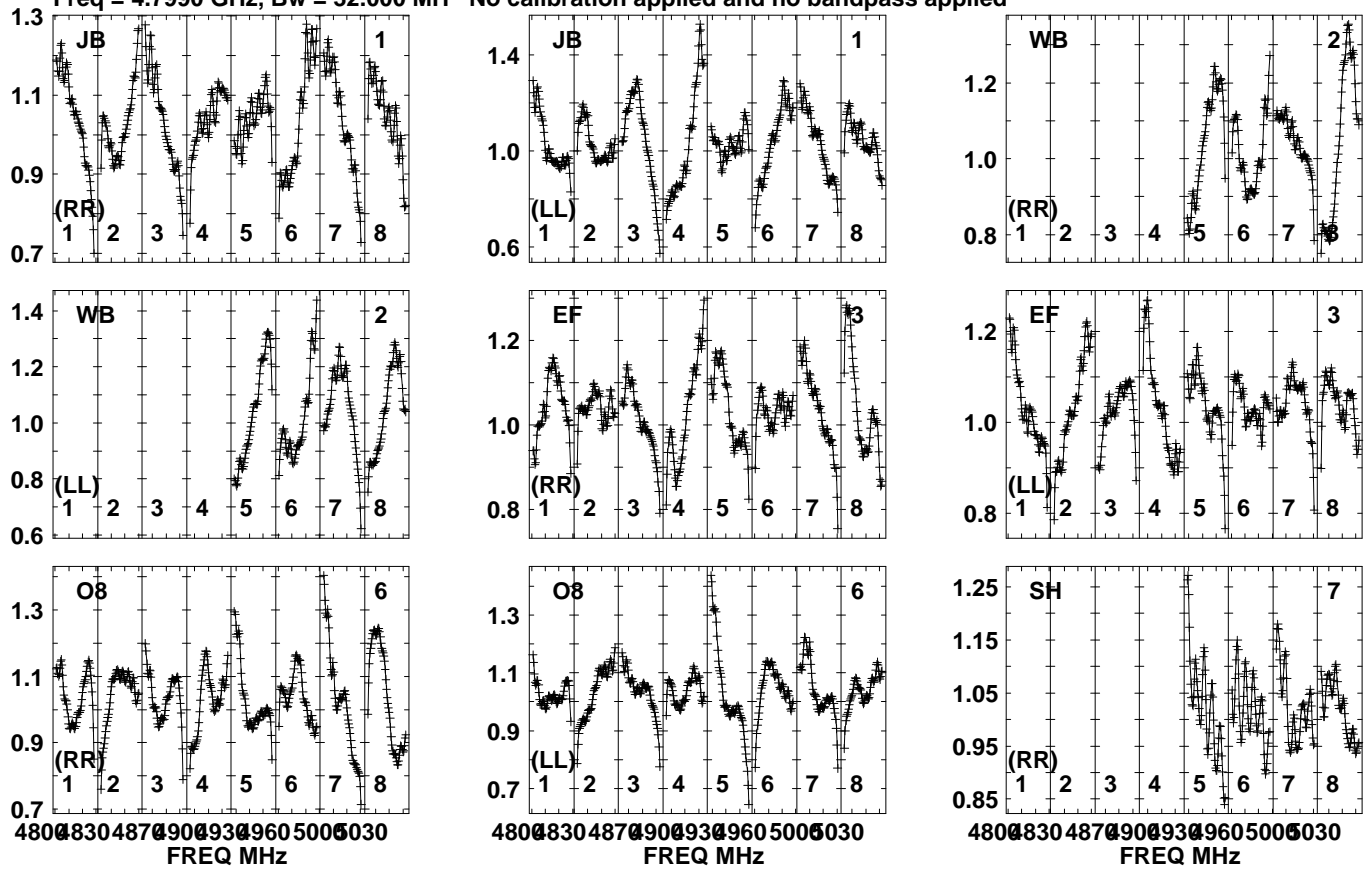 Freq = 4.7990 GHz, Bw = 32.000 MH No calibration applied and no bandpass applied
1.3 JB 1
1.1
0.9
(RR)
0.7 1 2 3 4 5 6 7 8
JB 1
1.4
1.0
(LL)
0.6 1 2 3 4 5 6 7 8
WB 2
1.2
1.0
(RR)
0.8 1 2 3 4 5 6 7 8
1.4 WB 2
1.2
1.0
0.8
(LL)
0.6 1 2 3 4 5 6 7 8
EF 3
1.2
1.0
(RR)
0.8 1 2 3 4 5 6 7 8
EF 3
1.2
1.0
(LL)
0.8 1 2 3 4 5 6 7 8
O8 6
1.3
1.1
0.9
(RR)
0.7 1 2 3 4 5 6 7 8
O8 6
1.3
1.1
0.9
(LL)
0.7 1 2 3 4 5 6 7 8
SH 7
1.25
1.15
1.05
0.95
(RR)
0.85 1 2 3 4 5 6 7 8
4800 4830 4870 4900 4930 4960 5000 5030
FREQ MHz
4800 4830 4870 4900 4930 4960 5000 5030
FREQ MHz
4800 4830 4870 4900 4930 4960 5000 5030
FREQ MHz